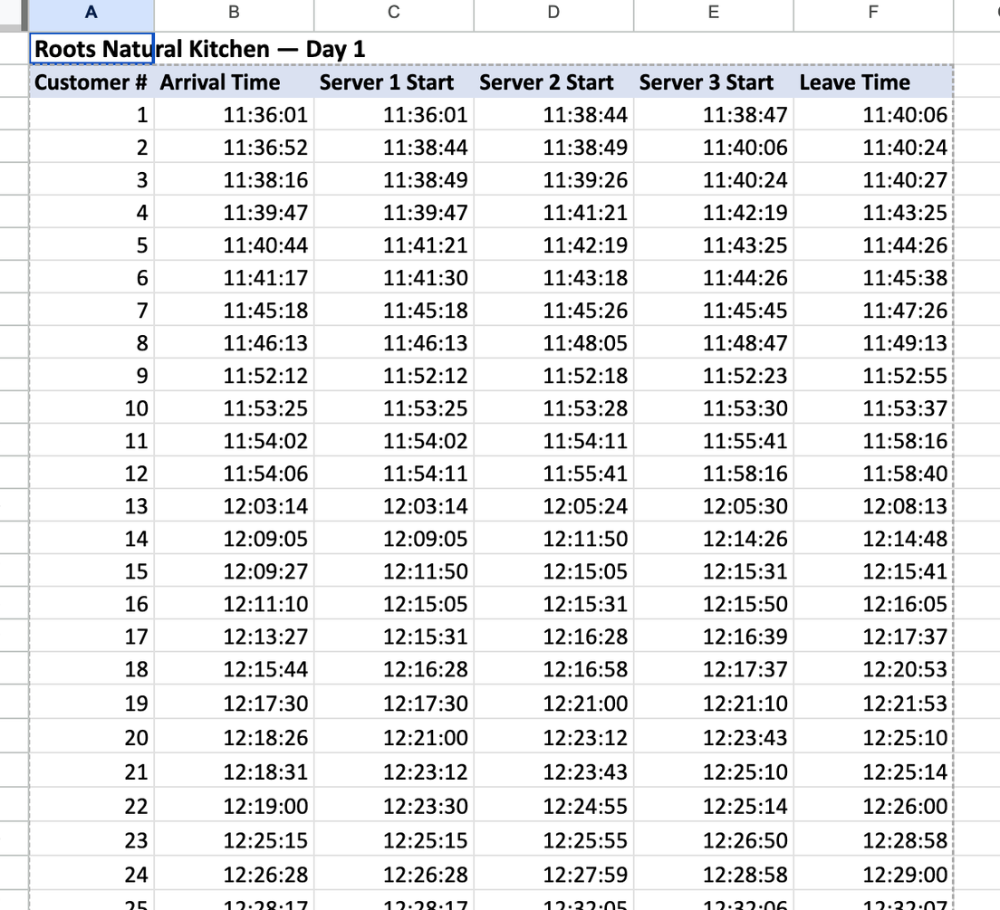 A B C D E F
Roots Natural Kitchen — Day 1
Customer # Arrival Time Server 1 Start Server 2 Start Server 3 Start Leave Time
1 11:36:01 11:36:01 11:38:44 11:38:47 11:40:06
2 11:36:52 11:38:44 11:38:49 11:40:06 11:40:24
3 11:38:16 11:38:49 11:39:26 11:40:24 11:40:27
4 11:39:47 11:39:47 11:41:21 11:42:19 11:43:25
5 11:40:44 11:41:21 11:42:19 11:43:25 11:44:26
6 11:41:17 11:41:30 11:43:18 11:44:26 11:45:38
7 11:45:18 11:45:18 11:45:26 11:45:45 11:47:26
8 11:46:13 11:46:13 11:48:05 11:48:47 11:49:13
9 11:52:12 11:52:12 11:52:18 11:52:23 11:52:55
10 11:53:25 11:53:25 11:53:28 11:53:30 11:53:37
11 11:54:02 11:54:02 11:54:11 11:55:41 11:58:16
12 11:54:06 11:54:11 11:55:41 11:58:16 11:58:40
13 12:03:14 12:03:14 12:05:24 12:05:30 12:08:13
14 12:09:05 12:09:05 12:11:50 12:14:26 12:14:48
15 12:09:27 12:11:50 12:15:05 12:15:31 12:15:41
16 12:11:10 12:15:05 12:15:31 12:15:50 12:16:05
17 12:13:27 12:15:31 12:16:28 12:16:39 12:17:37
18 12:15:44 12:16:28 12:16:58 12:17:37 12:20:53
19 12:17:30 12:17:30 12:21:00 12:21:10 12:21:53
20 12:18:26 12:21:00 12:23:12 12:23:43 12:25:10
21 12:18:31 12:23:12 12:23:43 12:25:10 12:25:14
22 12:19:00 12:23:30 12:24:55 12:25:14 12:26:00
23 12:25:15 12:25:15 12:25:55 12:26:50 12:28:58
24 12:26:28 12:26:28 12:27:59 12:28:58 12:29:00
25 12:28:17 12:28:17 12:32:05 12:32:06 12:32:07